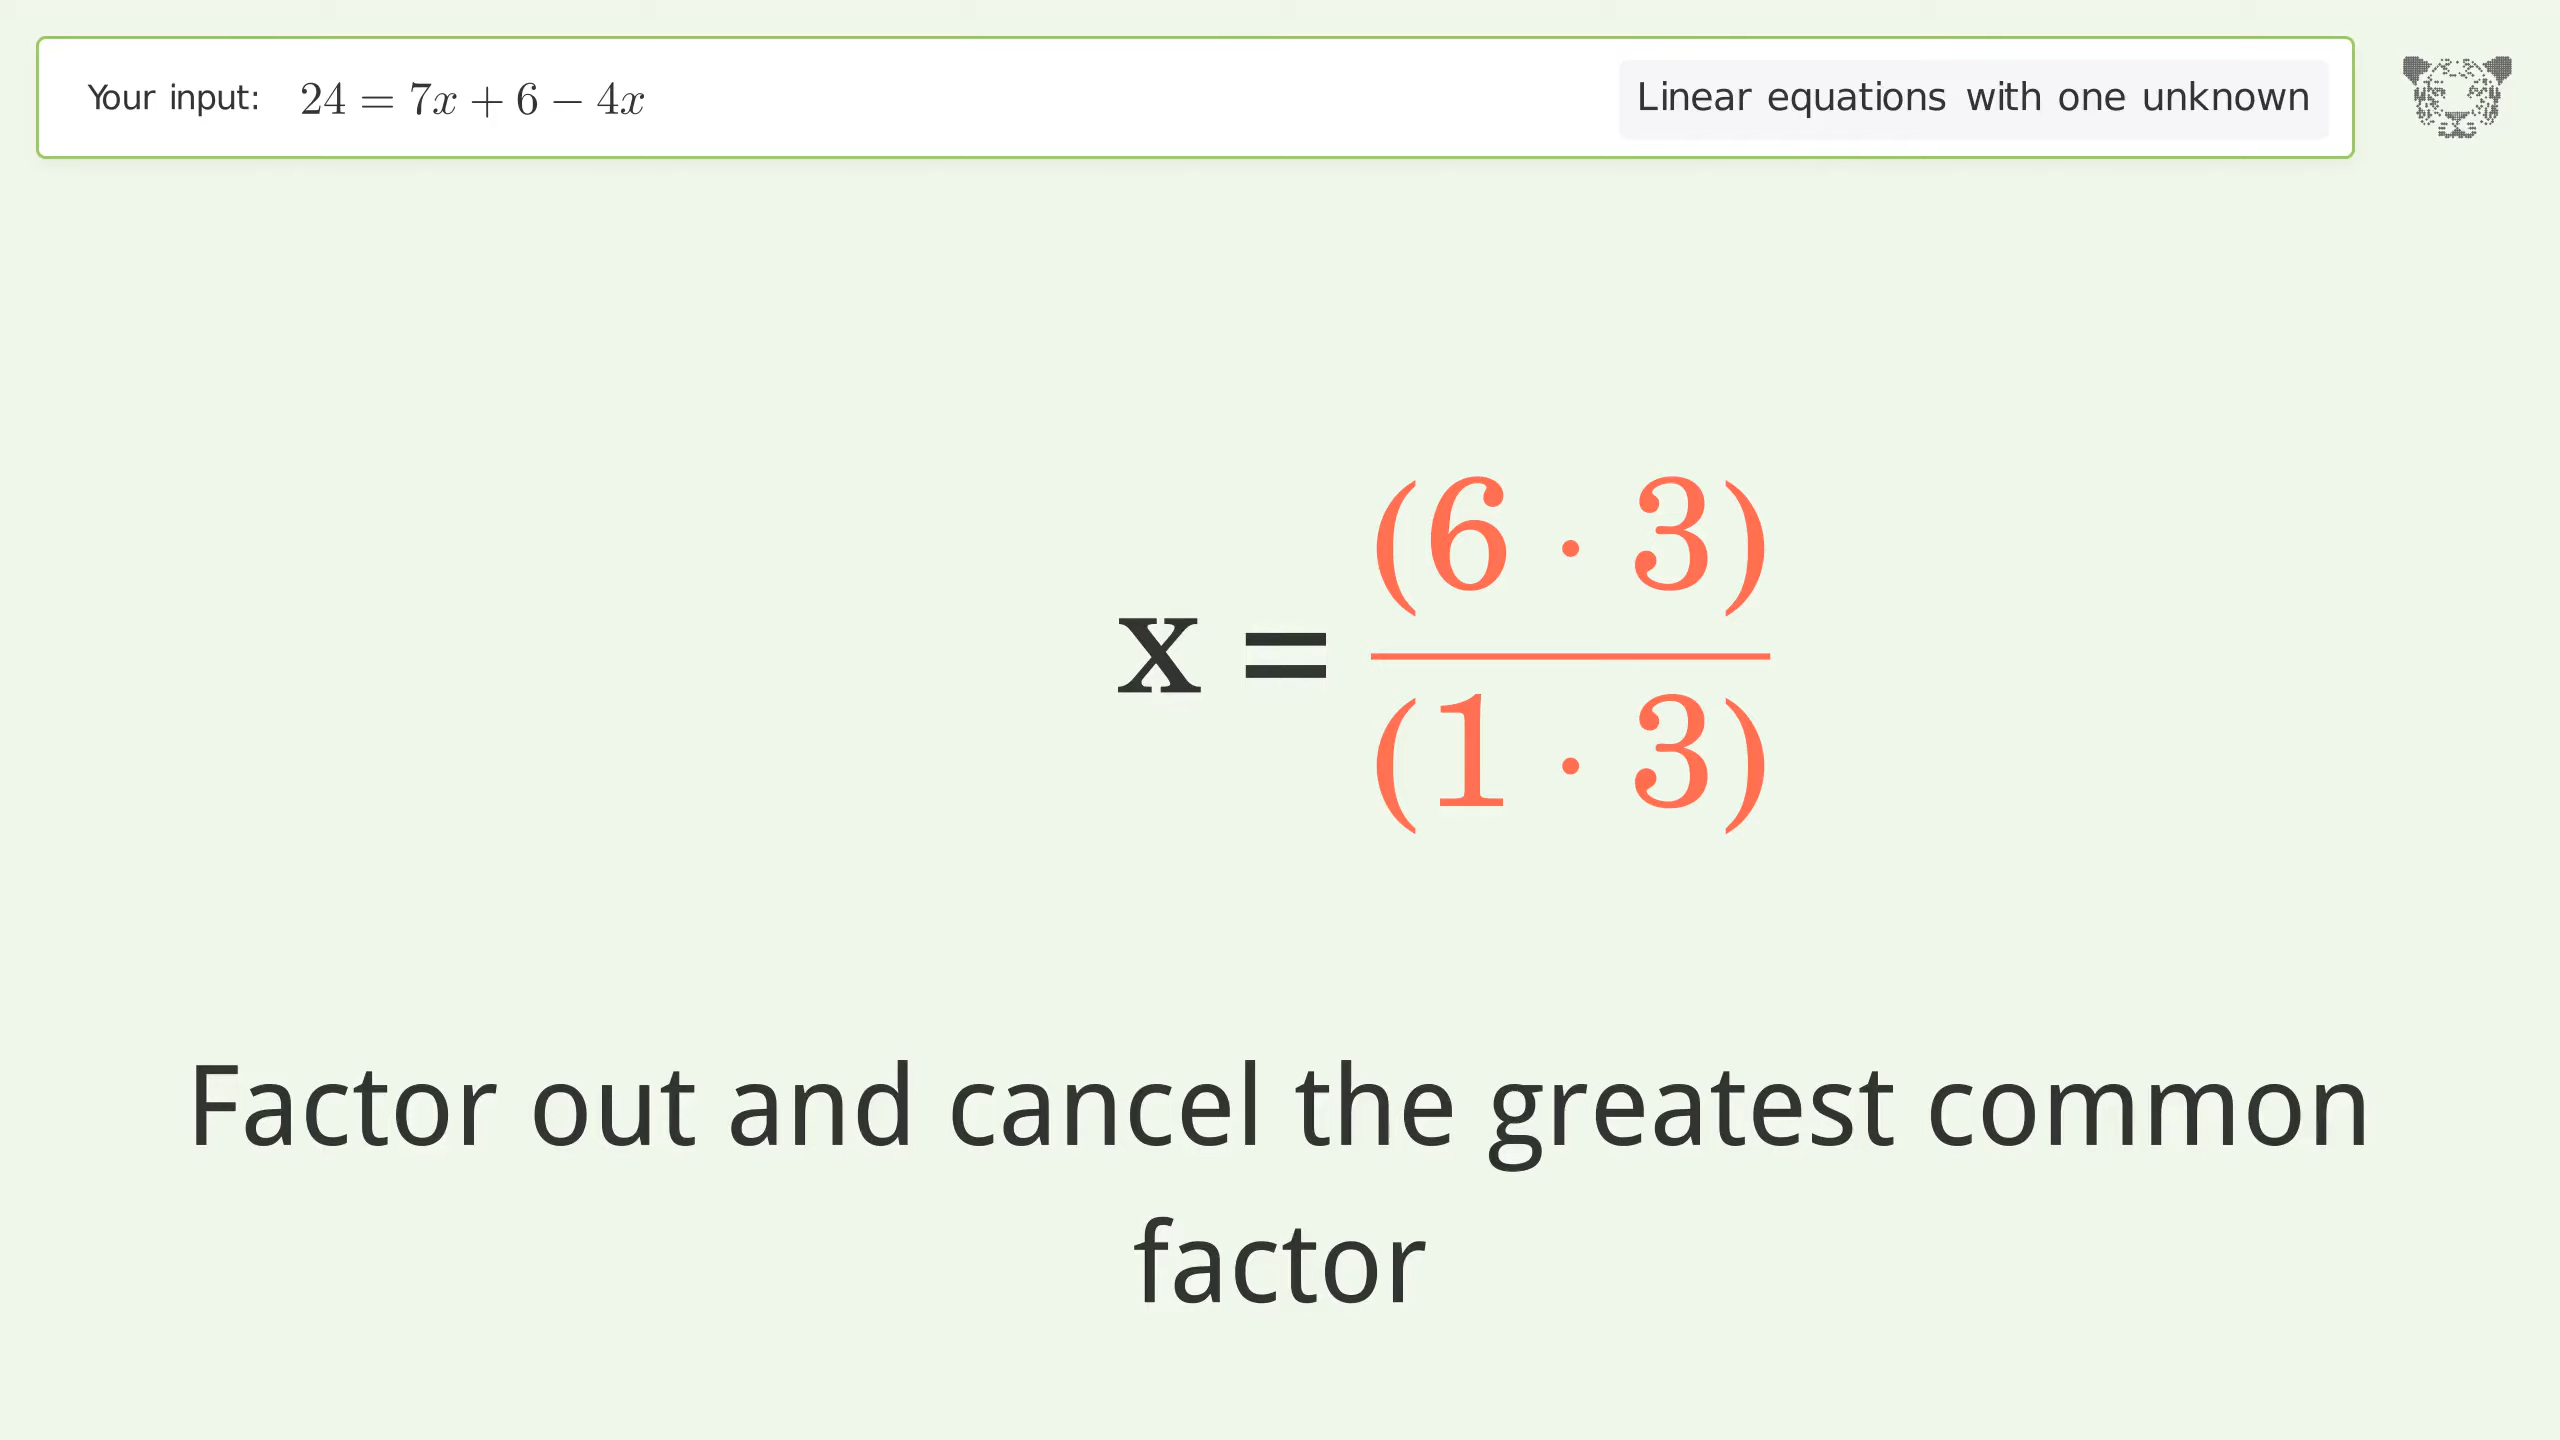 Your input: 24 = 7x + 6 − 4x
Linear equations with one unknown
x = (6 · 3) / (1 · 3)
Factor out and cancel the greatest common
factor